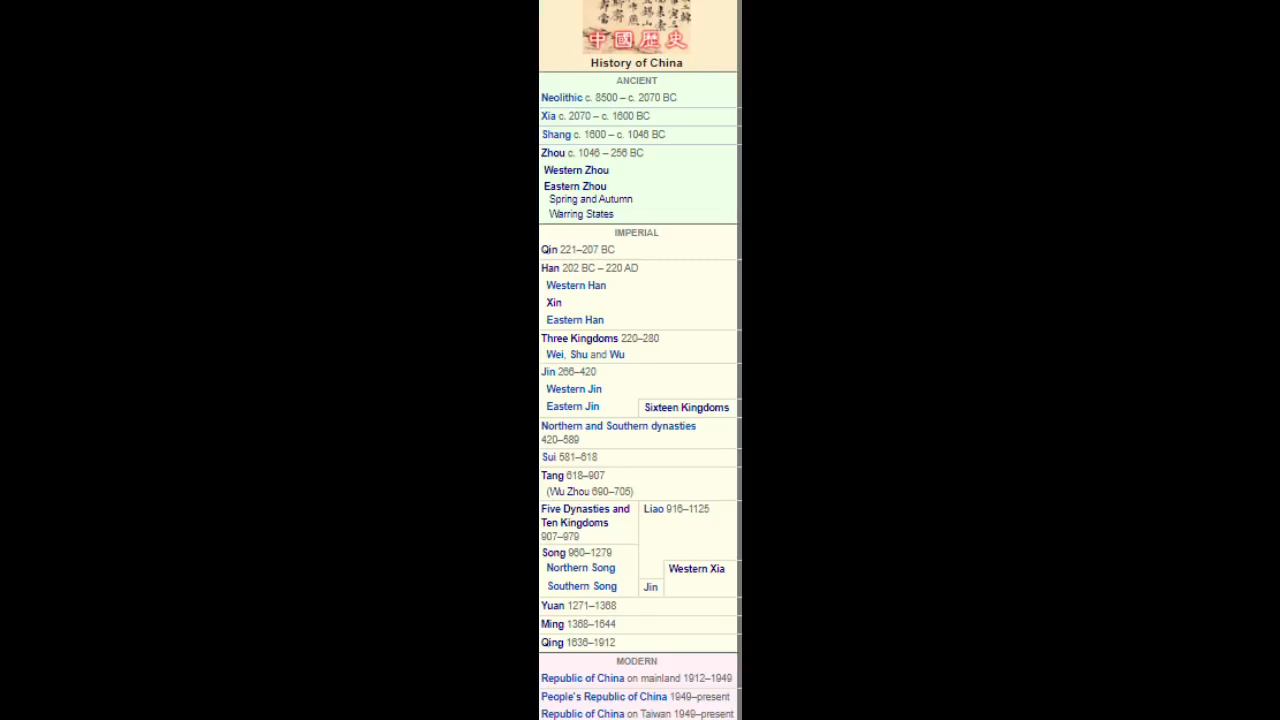 中國歷史
History of China
ANCIENT
Neolithic c. 8500 – c. 2070 BC
Xia c. 2070 – c. 1600 BC
Shang c. 1600 – c. 1046 BC
Zhou c. 1046 – 256 BC
Western Zhou
Eastern Zhou
Spring and Autumn
Warring States
IMPERIAL
Qin 221–207 BC
Han 202 BC – 220 AD
Western Han
Xin
Eastern Han
Three Kingdoms 220–280
Wei, Shu and Wu
Jin 266–420
Western Jin
Eastern Jin
Sixteen Kingdoms
Northern and Southern dynasties
420–589
Sui 581–618
Tang 618–907
(Wu Zhou 690–705)
Five Dynasties and
Ten Kingdoms
907–979
Liao 916–1125
Song 960–1279
Northern Song
Western Xia
Southern Song
Jin
Yuan 1271–1368
Ming 1368–1644
Qing 1636–1912
MODERN
Republic of China on mainland 1912–1949
People's Republic of China 1949–present
Republic of China on Taiwan 1949–present